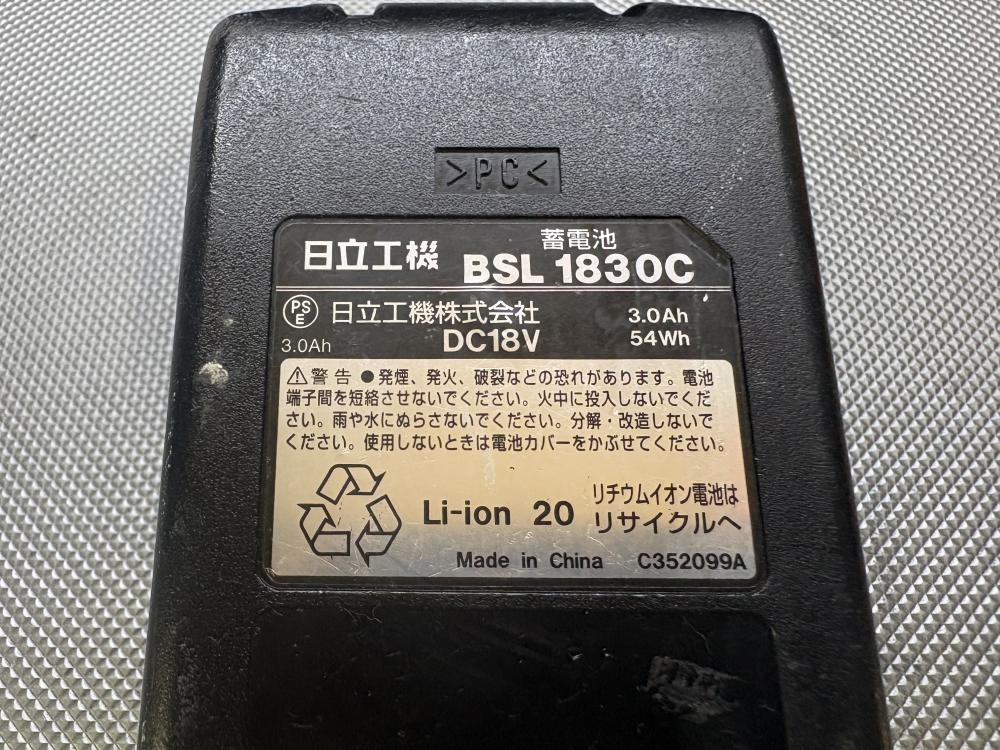 >PC<
日立工機
蓄電池
BSL 1830C
PSE
日立工機株式会社
3.0Ah
3.0Ah
DC18V
54Wh
⚠警告 ●発煙、発火、破裂などの恐れがあります。電池
端子間を短絡させないでください。火中に投入しないでくだ
さい。雨や水にぬらさないでください。分解・改造しないで
ください。使用しないときは電池カバーをかぶせてください。
Li-ion 20
リチウムイオン電池は
リサイクルへ
Made in China C352099A